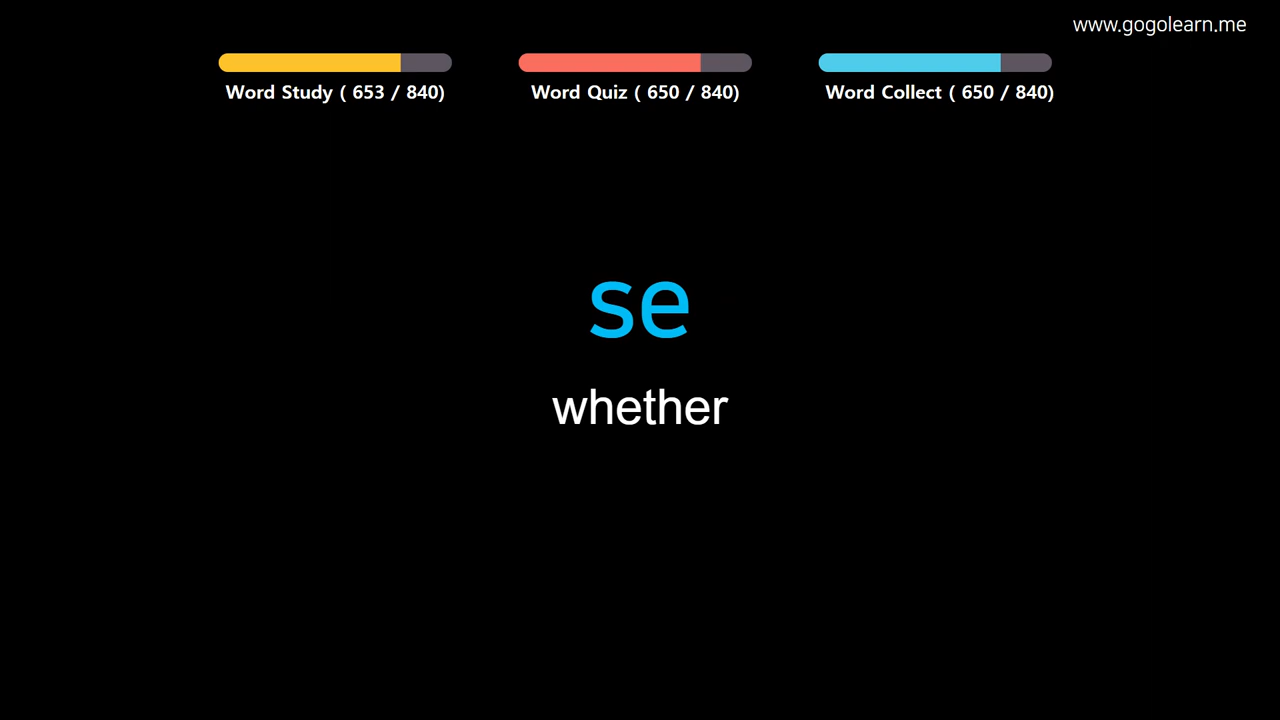 www.gogolearn.me
Word Study ( 653 / 840)
Word Quiz ( 650 / 840)
Word Collect ( 650 / 840)
se
whether